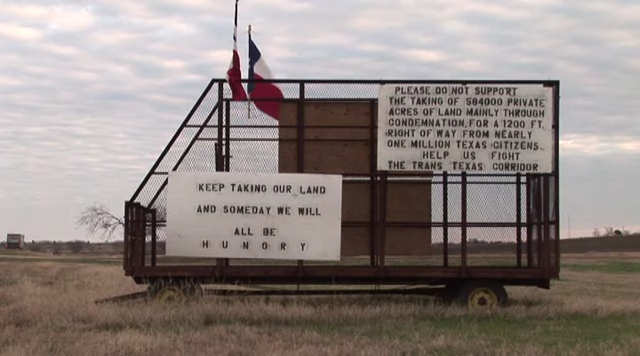 PLEASE DO NOT SUPPORT
THE TAKING OF 584000 PRIVATE
ACRES OF LAND MAINLY THROUGH
CONDEMNATION, FOR A 1200 FT.
RIGHT OF WAY FROM NEARLY
ONE MILLION TEXAS CITIZENS.
HELP US FIGHT
THE TRANS TEXAS CORRIDOR
KEEP TAKING OUR LAND
AND SOMEDAY WE WILL
ALL BE
HUNGRY